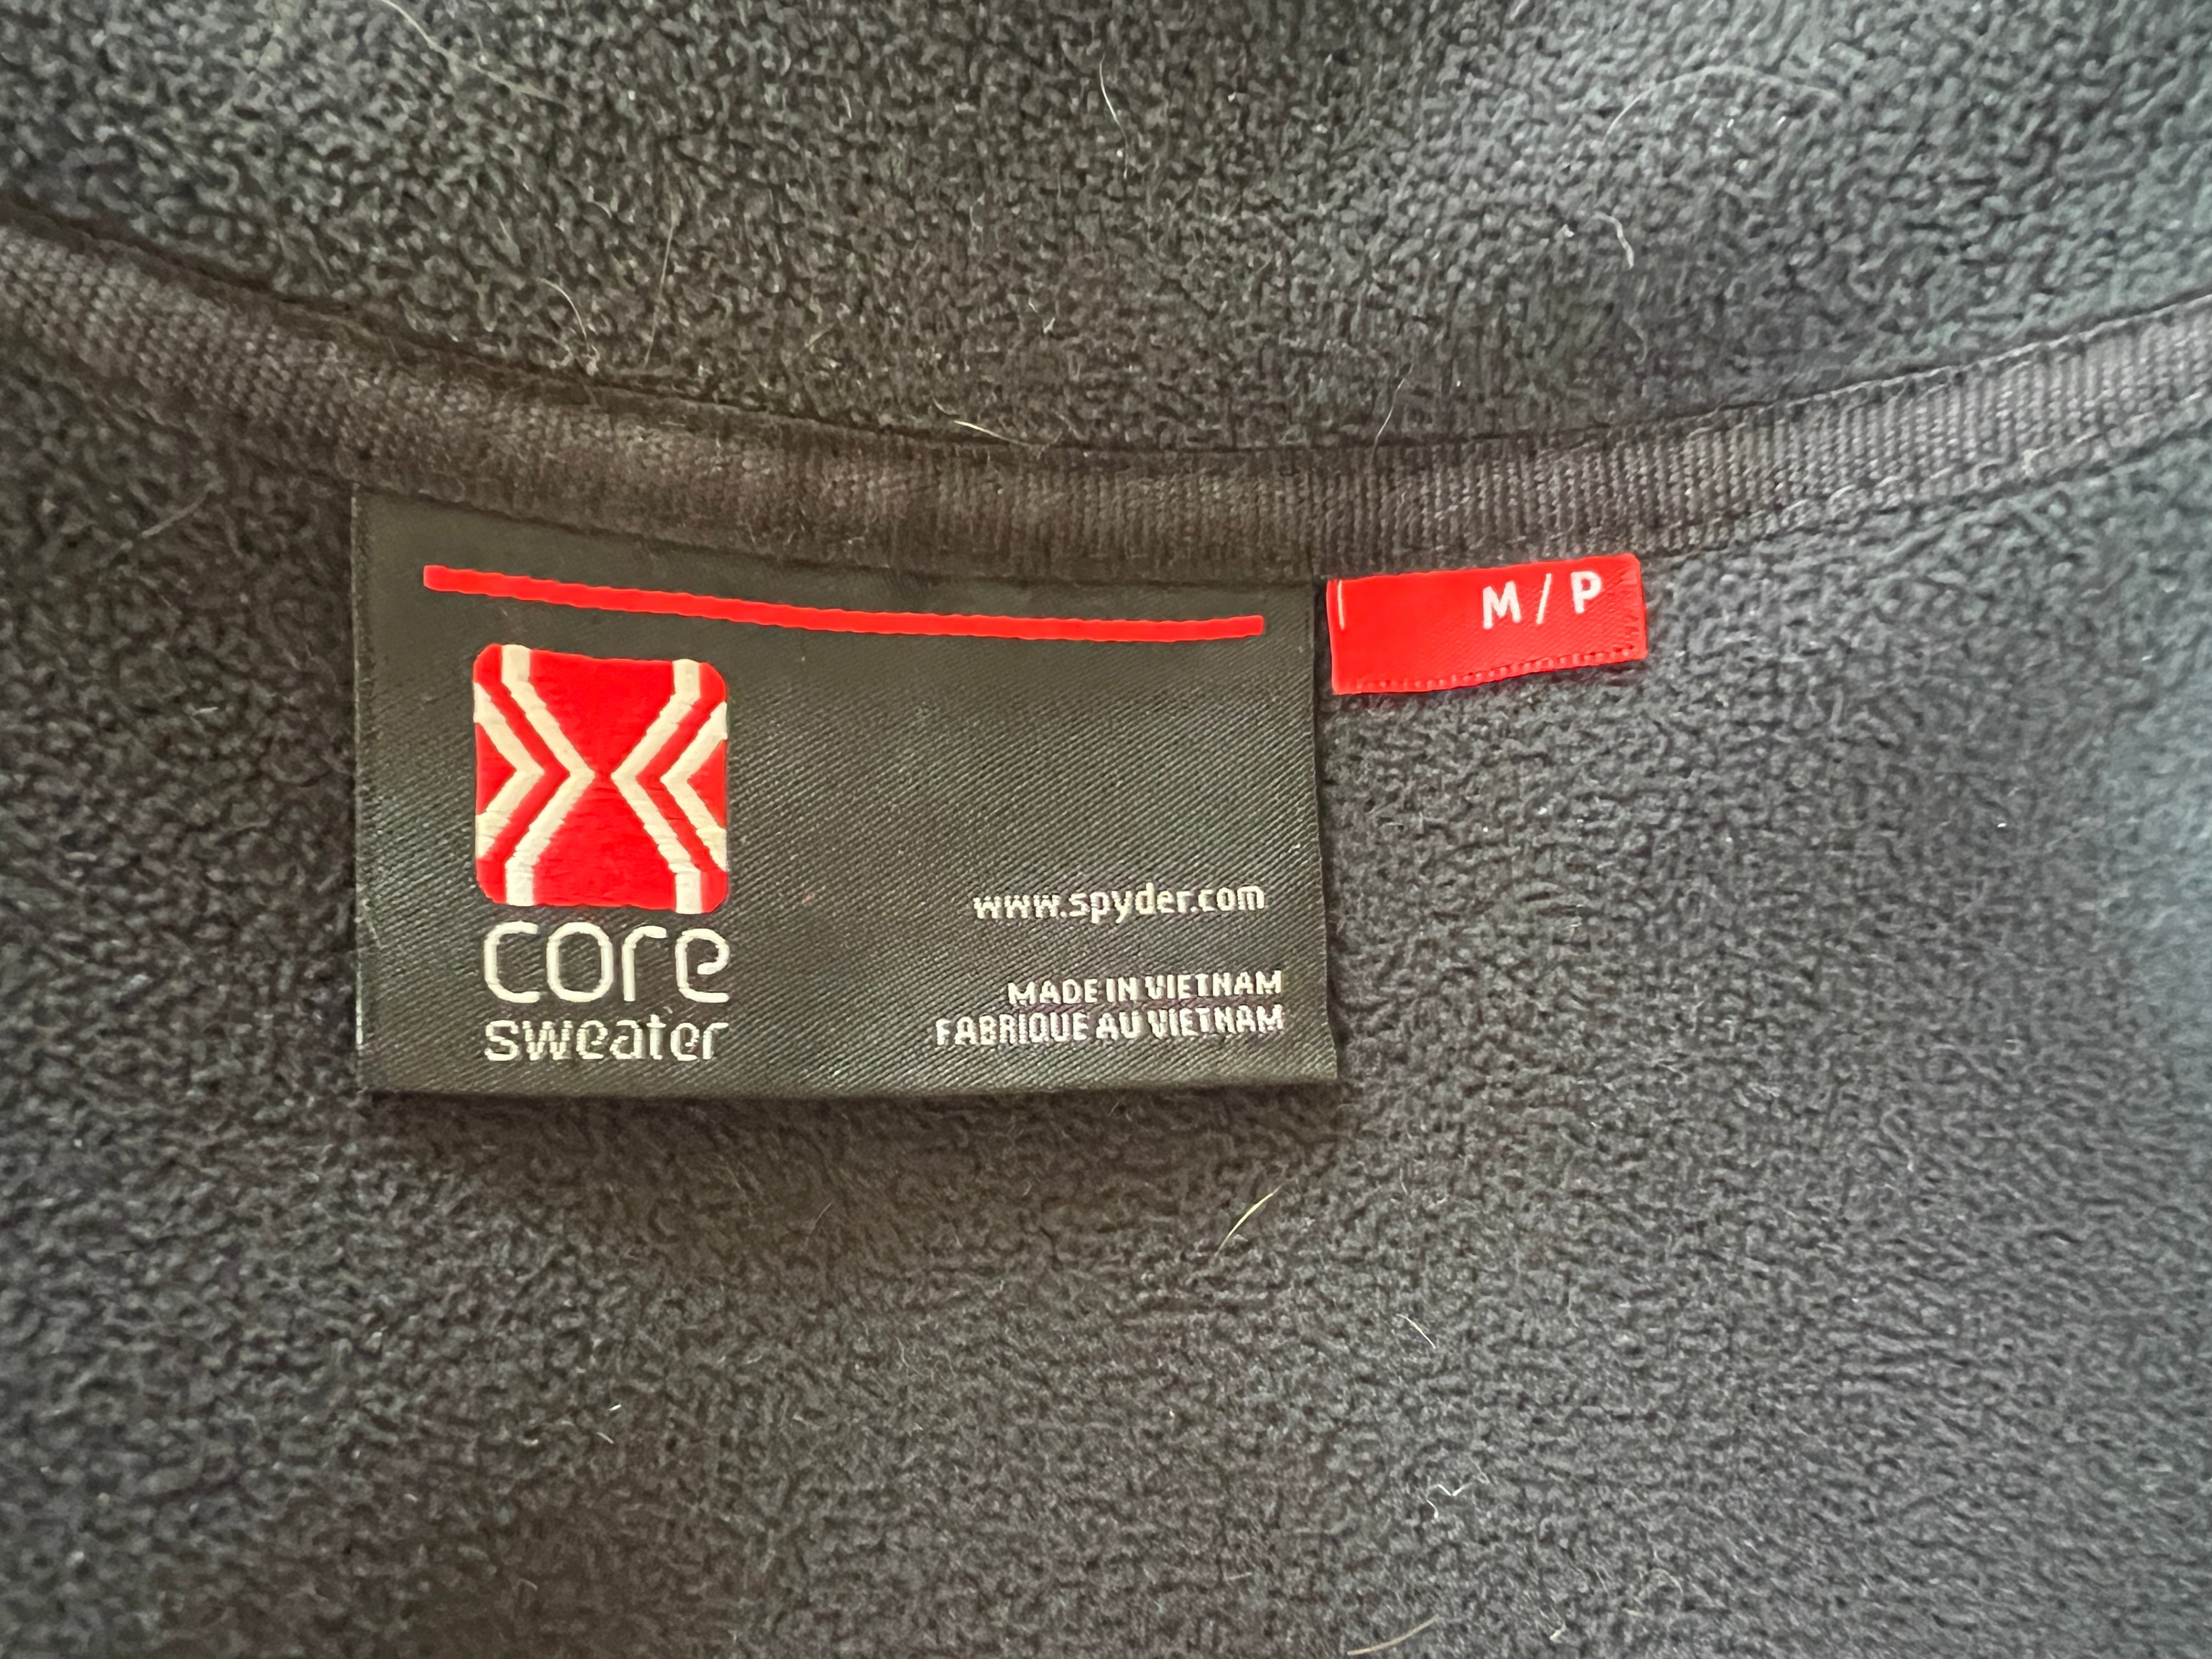 M / P
www.spyder.com
core
sweater
MADE IN VIETNAM
FABRIQUE AU VIETNAM